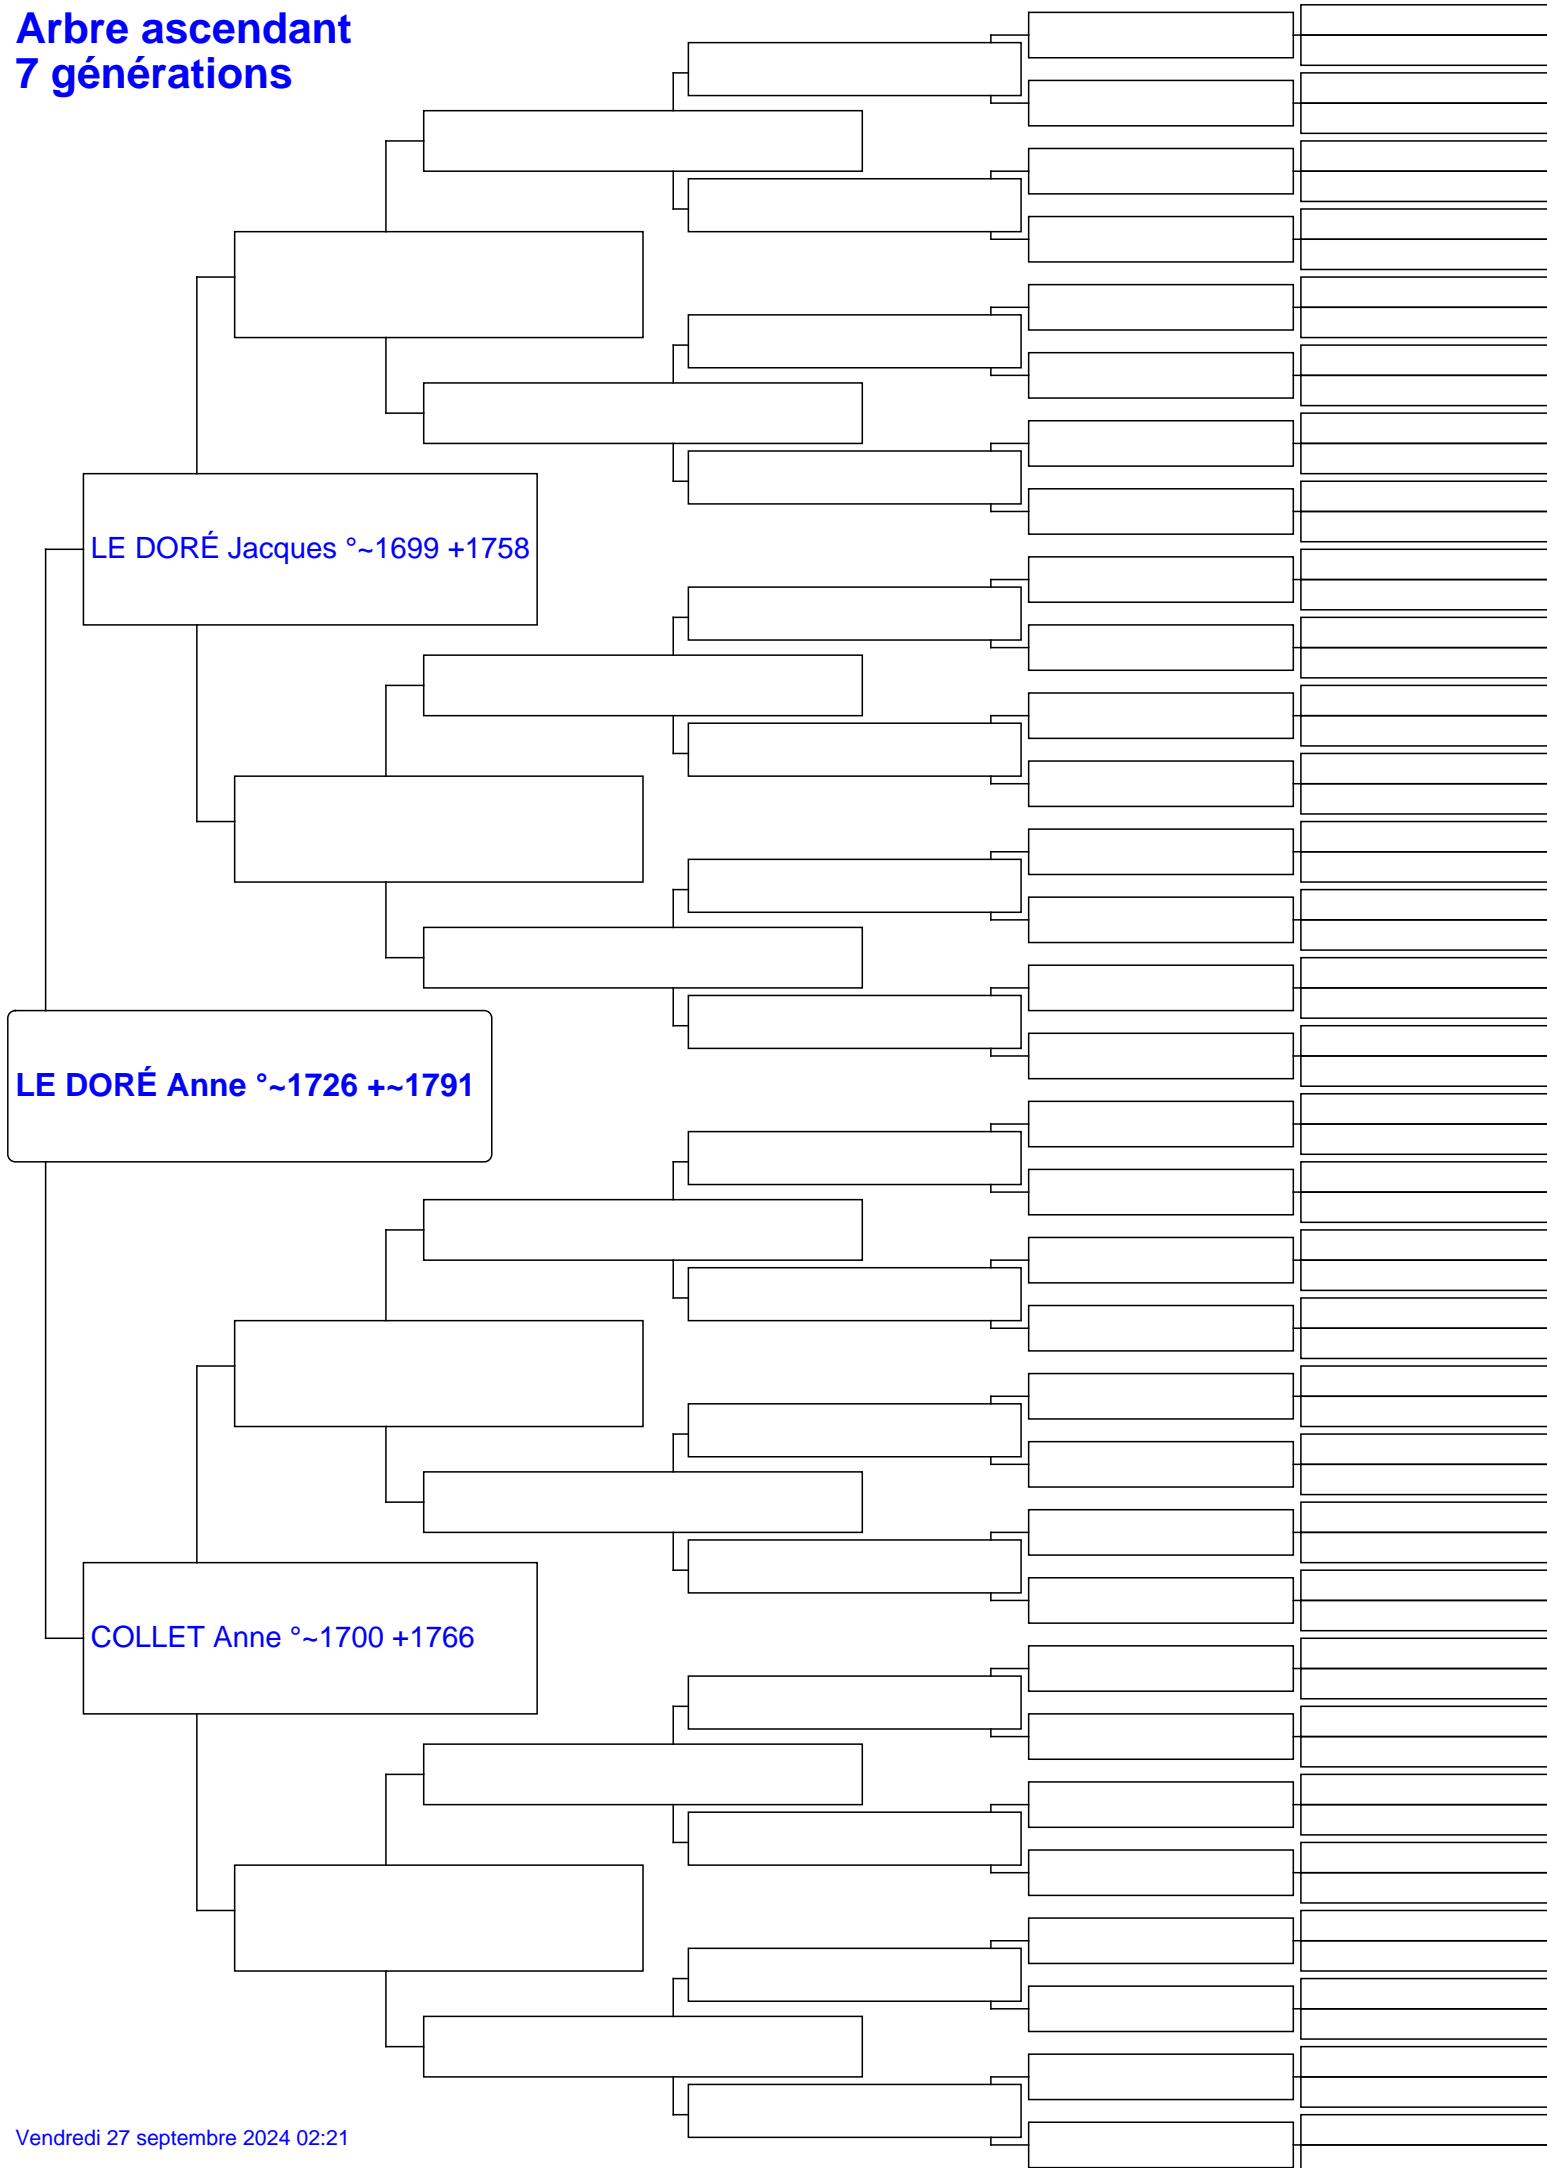 Arbre ascendant
7 générations
LE DORÉ Jacques °~1699 +1758
LE DORÉ Anne °~1726 +~1791
COLLET Anne °~1700 +1766
Vendredi 27 septembre 2024 02:21